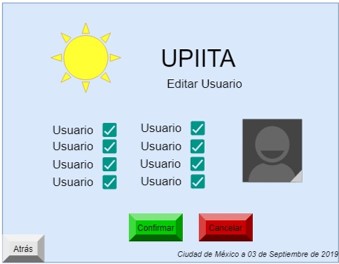 UPIITA
Editar Usuario
Usuario Usuario
Usuario Usuario
Usuario Usuario
Usuario Usuario
Confirmar Cancelar
Atrás
Ciudad de México a 03 de Septiembre de 2019